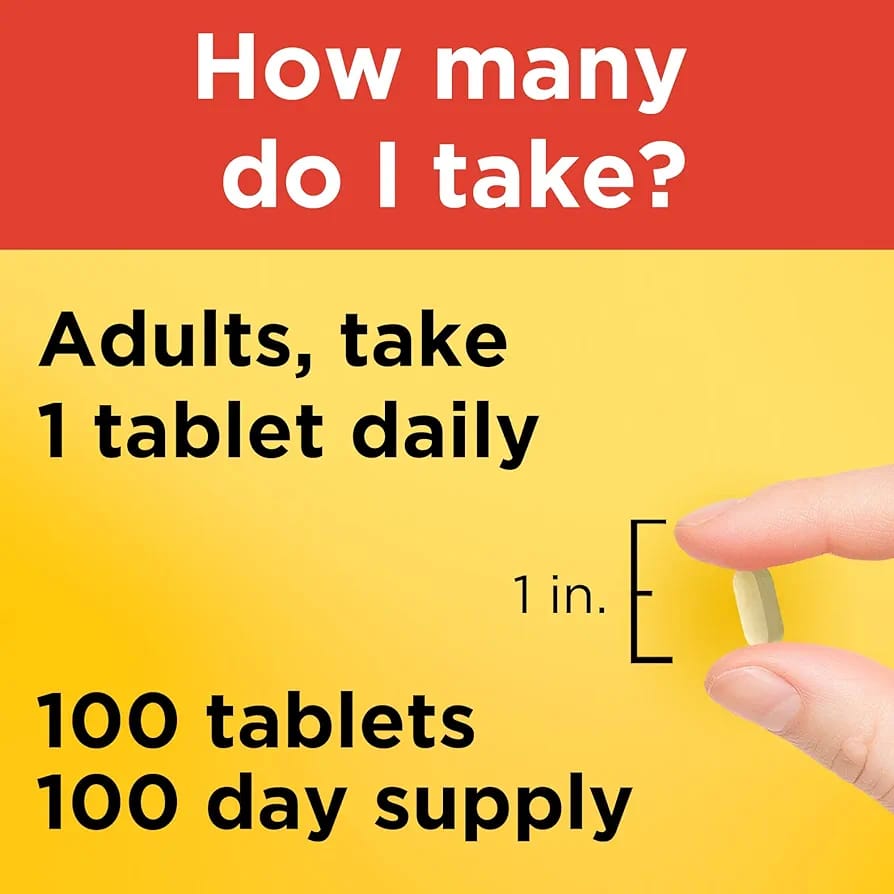 How many
do I take?
Adults, take
1 tablet daily
1 in.
100 tablets
100 day supply